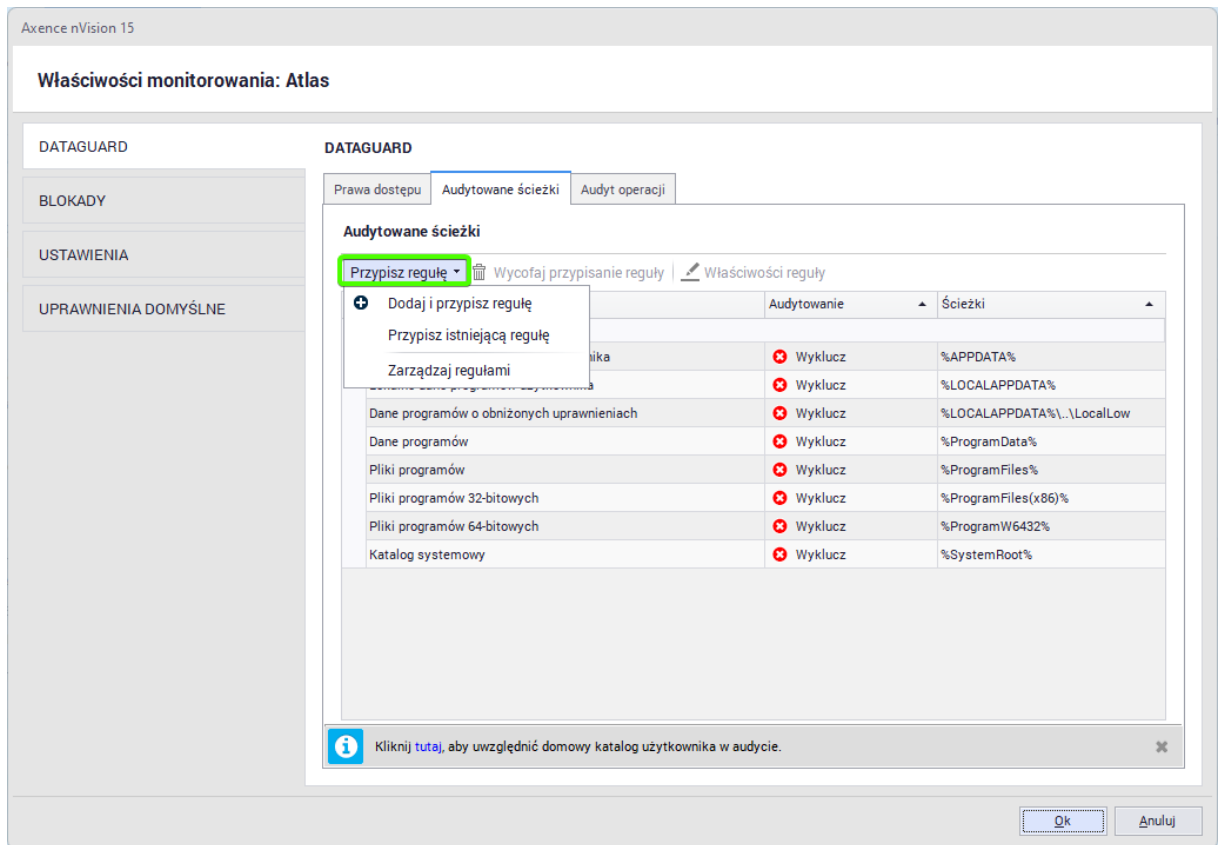 Axence nVision 15
Właściwości monitorowania: Atlas
DATAGUARD
BLOKADY
USTAWIENIA
UPRAWNIENIA DOMYŚLNE
DATAGUARD
Prawa dostępu Audytowane ścieżki Audyt operacji
Audytowane ścieżki
Przypisz regułę Wycofaj przypisanie reguły Właściwości reguły
Dodaj i przypisz regułę
Przypisz istniejącą regułę
Zarządzaj regułami
Audytowanie Ścieżki
Wyklucz %APPDATA%
Wyklucz %LOCALAPPDATA%
Dane programów o obniżonych uprawnieniach Wyklucz %LOCALAPPDATA%\..\LocalLow
Dane programów Wyklucz %ProgramData%
Pliki programów Wyklucz %ProgramFiles%
Pliki programów 32-bitowych Wyklucz %ProgramFiles(x86)%
Pliki programów 64-bitowych Wyklucz %ProgramW6432%
Katalog systemowy Wyklucz %SystemRoot%
Kliknij tutaj, aby uwzględnić domowy katalog użytkownika w audycie.
Ok Anuluj